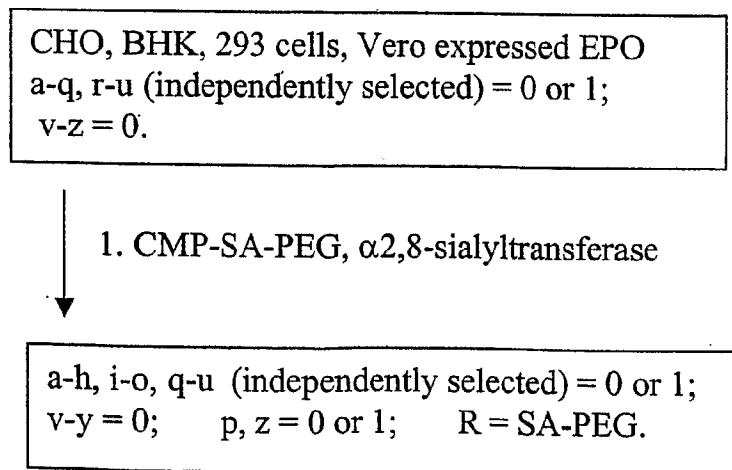 CHO, BHK, 293 cells, Vero expressed EPO
a-q, r-u (independently selected) = 0 or 1;
v-z = 0.
1. CMP-SA-PEG, α2,8-sialyltransferase
a-h, i-o, q-u (independently selected) = 0 or 1;
v-y = 0; p, z = 0 or 1; R = SA-PEG.